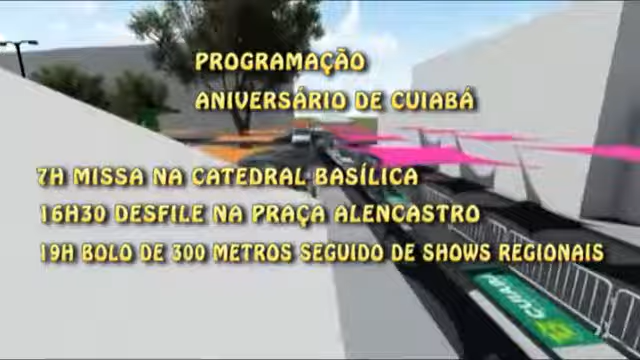 PROGRAMAÇÃO
ANIVERSÁRIO DE CUIABÁ
7H MISSA NA CATEDRAL BASÍLICA
16H30 DESFILE NA PRAÇA ALENCASTRO
19H BOLO DE 300 METROS SEGUIDO DE SHOWS REGIONAIS
CUIABÁ